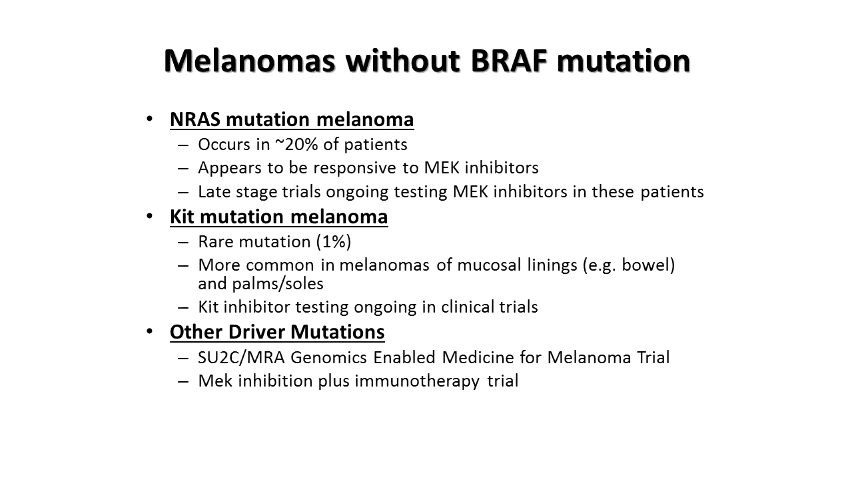 Melanomas without BRAF mutation
• NRAS mutation melanoma
– Occurs in ~20% of patients
– Appears to be responsive to MEK inhibitors
– Late stage trials ongoing testing MEK inhibitors in these patients
• Kit mutation melanoma
– Rare mutation (1%)
– More common in melanomas of mucosal linings (e.g. bowel)
and palms/soles
– Kit inhibitor testing ongoing in clinical trials
• Other Driver Mutations
– SU2C/MRA Genomics Enabled Medicine for Melanoma Trial
– Mek inhibition plus immunotherapy trial